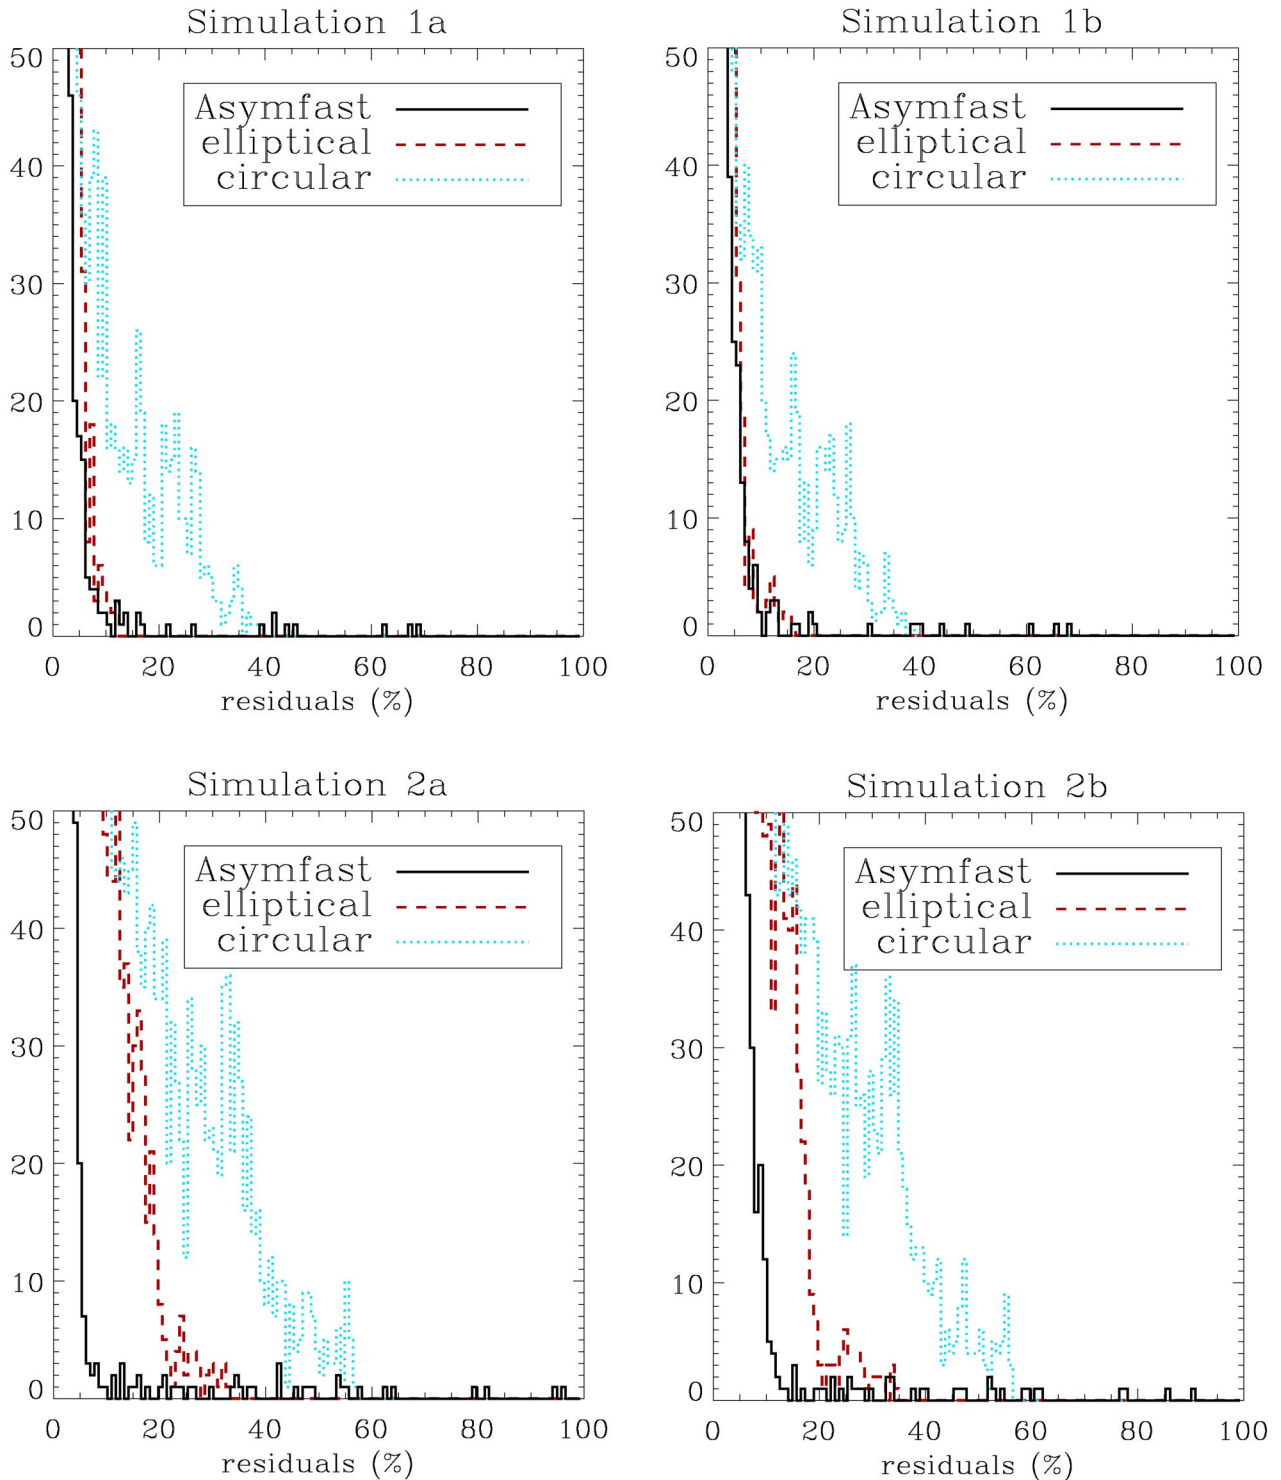 Simulation 1a
50
40
30
20
10
0
Asymfast
elliptical
circular
0 20 40 60 80 100
residuals (%)
Simulation 1b
50
40
30
20
10
0
Asymfast
elliptical
circular
0 20 40 60 80 100
residuals (%)
Simulation 2a
50
40
30
20
10
0
Asymfast
elliptical
circular
0 20 40 60 80 100
residuals (%)
Simulation 2b
50
40
30
20
10
0
Asymfast
elliptical
circular
0 20 40 60 80 100
residuals (%)